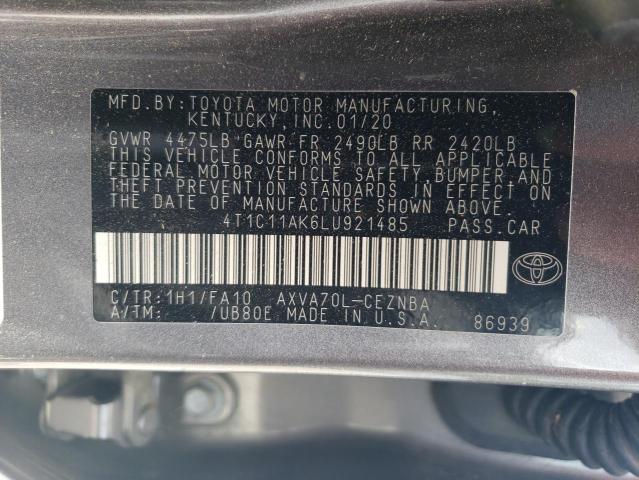 MFD.BY:TOYOTA MOTOR MANUFACTURING,
KENTUCKY, INC. 01/20
GVWR 4475LB GAWR FR 2490LB RR 2420LB
THIS VEHICLE CONFORMS TO ALL APPLICABLE
FEDERAL MOTOR VEHICLE SAFETY, BUMPER AND
THEFT PREVENTION STANDARDS IN EFFECT ON
THE DATE OF MANUFACTURE SHOWN ABOVE.
4T1C11AK6LU921485 PASS.CAR
C/TR:1H1/FA10 AXVA70L-CEZNBA
A/TM: /UB80E MADE IN U.S.A. 86939